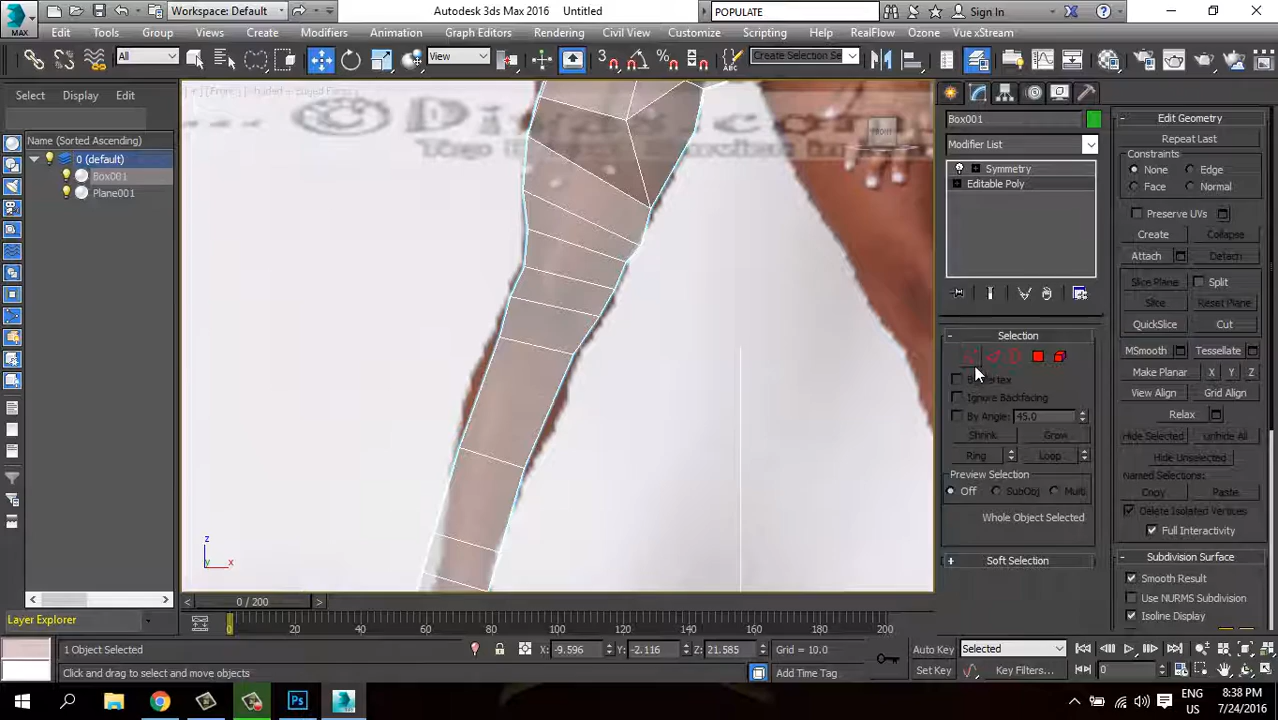 Workspace: Default
Autodesk 3ds Max 2016 Untitled
POPULATE
Sign In
MAX
Edit Tools Group Views Create Modifiers Animation Graph Editors Rendering Civil View Customize Scripting Help RealFlow Ozone Vue xStream
All
View
Create Selection Se
Select Display Edit
Name (Sorted Ascending)
0 (default)
Box001
Plane001
FRONT
Box001
Modifier List
Symmetry
Editable Poly
Selection
Ignore Backfacing
By Angle: 45.0
Shrink Grow
Ring Loop
Preview Selection
Off SubObj Multi
Whole Object Selected
Soft Selection
Edit Geometry
Repeat Last
Constraints
None Edge
Face Normal
Preserve UVs
Create Collapse
Attach Detach
Slice Plane Split
Slice Reset Plane
QuickSlice Cut
MSmooth Tessellate
Make Planar X Y Z
View Align Grid Align
Relax
Hide Selected Unhide All
Hide Unselected
Named Selections:
Copy Paste
Delete Isolated Vertices
Full Interactivity
Subdivision Surface
Smooth Result
Use NURMS Subdivision
Isoline Display
z
y x
0 / 200
Layer Explorer
0 20 40 60 80 100 120 140 160 180 200
1 Object Selected
X: -9.596 Y: -2.116 Z: 21.585 Grid = 10.0
Auto Key Selected
Click and drag to select and move objects
Add Time Tag
Set Key Key Filters...
0
ENG
US
8:38 PM
7/24/2016